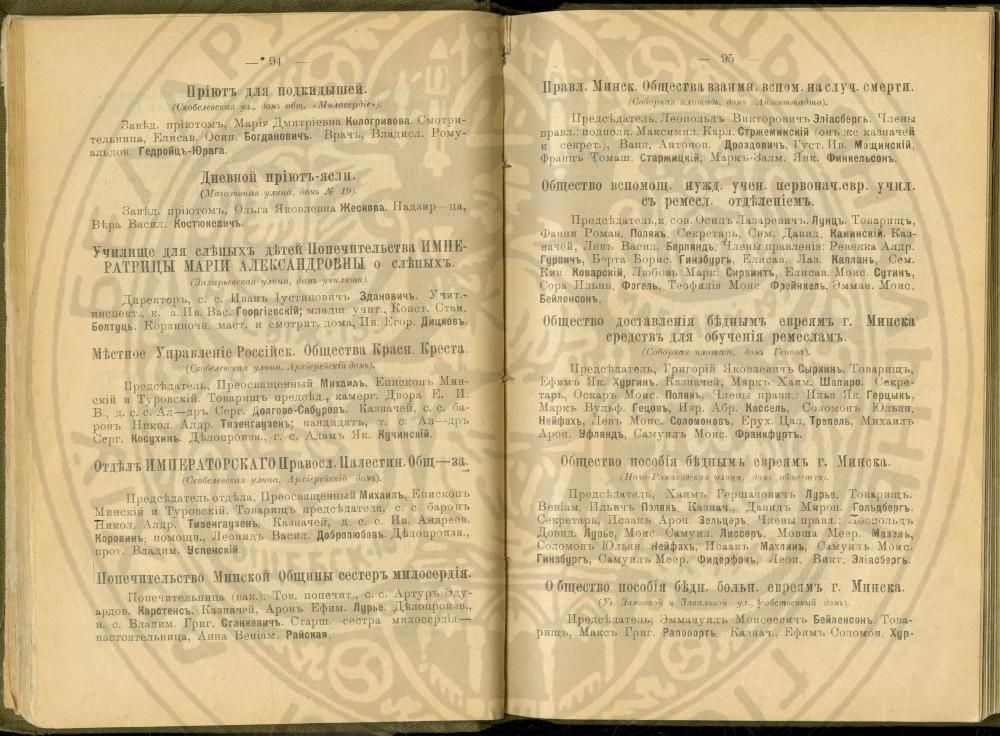 — 94 —
Пріютъ для подкидышей.
(Скобелевская ул., домъ общ. «Милосердіе»).
Завѣд. пріютомъ, Марія Дмитріевна Кологривова. Смотри-
тельница, Елисав. Осип. Богдановичъ. Врачъ, Владисл. Рому-
альдов. Гедройцъ-Юрага.
Дневной пріютъ-ясли.
(Магазинная улица, домъ № 19).
Завѣд. пріютомъ, Ольга Яковлевна Жескова. Надзир—ца,
Вѣра Васил. Костюкевичъ.
Училище для слѣпыхъ дѣтей Попечительства ИМПЕ-
РАТРИЦЫ МАРІИ АЛЕКСАНДРОВНЫ о слѣпыхъ.
(Захарьевская улица, домъ училища).
Директоръ, с. с. Иванъ Іустиновичъ Здановичъ. Учит.-
инспект., к. а. Ив. Вас. Георгіевскій; младш. учит., Конст. Стан.
Болтуцъ. Корзиночн. маст. и смотрит. дома, Ив. Егор. Дицковъ.
Мѣстное Управленіе Россійск. Общества Красн. Креста.
(Скобелевская улица, Архіерейскій домъ).
Предсѣдатель, Преосвященный Михаилъ, Епископъ Мин-
скій и Туровскій. Товарищъ предсѣд., камерг. Двора Е. И.
В., д. с. с. Ал—дръ Серг. Долгово-Сабуровъ. Казначей, с. с. ба-
ронъ Никол. Алдр. Тизенгаузенъ; кандидатъ, т. с. Ал—дръ
Серг. Косухинъ. Дѣлопроизв., г. с. Адамъ Як. Кучинскій.
Отдѣлъ ИМПЕРАТОРСКАГО Правосл. Палестин. Общ—за.
(Скобелевская улица, Архіерейскій домъ).
Предсѣдатель отдѣла, Преосвященный Михаилъ, Епископъ
Минскій и Туровскій. Товарищъ предсѣдателя, с. с. баронъ
Никол. Алдр. Тизенгаузенъ. Казначей, д. с. с. Ив. Андреев.
Коровинъ; помощн., Леонидъ Васил. Добролюбовъ. Дѣлопроизв.,
прот. Владим. Успенскій.
Попечительство Минской Общины сестеръ милосердія.
Попечительница (вак.). Тов. попечит., с. с. Артуръ Эду-
ардов. Карстенсъ. Казначей, Аронъ Ефим. Лурье. Дѣлопроизв.,
н. с. Владим. Григ. Станкевичъ. Старш. сестра милосердія—
настоятельница, Анна Веніам. Райская.
— 95 —
Правл. Минск. Общества взаимн. вспом. на случ. смерти.
(Соборная площадь, домъ Ангенштадта).
Предсѣдатель, Леопольдъ Викторовичъ Эліасбергъ. Члены
правл.: подполк. Максимил. Карл. Стржеминскій (онъ же казначей
и секрет.), Вацл. Антонов. Дроздовичъ, Густ. Ив. Мощинскій,
Францъ Томаш. Старжицкій, Маркъ-Залм. Янк. Финкельсонъ.
Общество вспомощ. нужд. учен. первонач. евр. учил.
съ ремесл. отдѣленіемъ.
Предсѣдатель, к. сов. Осипъ Лазаревичъ. Лунцъ. Товарищъ,
Фанни Роман. Полякъ. Секретарь, Сим. Давид. Каминскій. Каз-
начей, Левъ Васил. Берляндъ. Члены правленія: Ревекка Алдр.
Гурвичъ, Берта Борис. Гинзбургъ, Елисав. Лаз. Капланъ, Сем.
Кив. Коварскій, Любовь Марк. Сирвинтъ, Елисав. Моис. Сутинъ,
Сора Ильин. Фогель, Теофилія Моис. Фрейнкель, Эмман. Моис.
Бейленсонъ.
Общество доставленія бѣднымъ евреямъ г. Минска
средствъ для обученія ремесламъ.
(Соборная площадь, домъ Гецова).
Предсѣдатель, Григорій Яковлевичъ Сыркинъ. Товарищъ,
Ефимъ Як. Хургинъ. Казначей, Маркъ Хаим. Шапиро. Секре-
тарь, Оскаръ Моис. Полякъ. Члены правл.: Илья Як. Герцыкъ,
Маркъ Вульф. Гецовъ, Изр. Абр. Кассель, Соломонъ Юльин.
Нейфахъ, Левъ Моис. Соломоновъ, Ерух. Цал. Трепель, Михаилъ
Арон. Уфляндъ, Самуилъ Моис. Франкфуртъ.
Общество пособія бѣднымъ евреямъ г. Минска.
(Ново-Романовская улица, домъ общества).
Предсѣдатель, Хаимъ Гершановичъ Лурье. Товарищ.
Веніам. Ильичъ Полякъ. Казнач., Давидъ Мирон. Гольдбергъ.
Секретарь, Исаакъ Арон. Зельцеръ. Члены правл.: Леопольдъ
Довид. Лурье, Моис. Самуил. Лиссеръ. Мовша Меер. Мазель,
Соломонъ Юльян. Нейфахъ, Исаакъ Махлинъ, Самуилъ Моис.
Гинзбургъ, Самуилъ Меер. Фидерфонъ, Леоп. Викт. Эліасбергъ.
Общество пособія бѣдн. больн. евреямъ г. Минска.
(Уг. Замковой и Завальной ул., собственный домъ).
Предсѣдатель, Эммануилъ Моисеевичъ Бейленсонъ. Това-
рищъ, Максъ Григ. Рапопортъ. Казнач., Ефимъ Соломон. Хур-